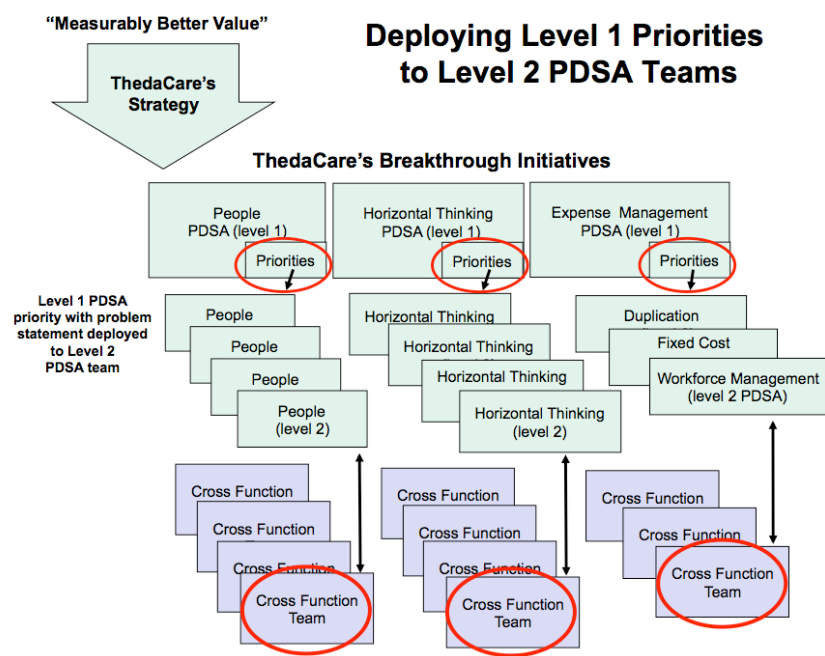 “Measurably Better Value”
Deploying Level 1 Priorities
to Level 2 PDSA Teams
ThedaCare’s
Strategy
ThedaCare’s Breakthrough Initiatives
People
PDSA (level 1)
Priorities
Horizontal Thinking
PDSA (level 1)
Priorities
Expense Management
PDSA (level 1)
Priorities
Level 1 PDSA
priority with problem
statement deployed
to Level 2
PDSA team
People
People
People
People
(level 2)
Horizontal Thinking
Horizontal Thinking
Horizontal Thinking
Horizontal Thinking
(level 2)
Duplication
Fixed Cost
Workforce Management
(level 2 PDSA)
Cross Function
Cross Function
Cross Function
Cross Function
Team
Cross Function
Cross Function
Cross Function
Cross Function
Team
Cross Function
Cross Function
Cross Function
Team